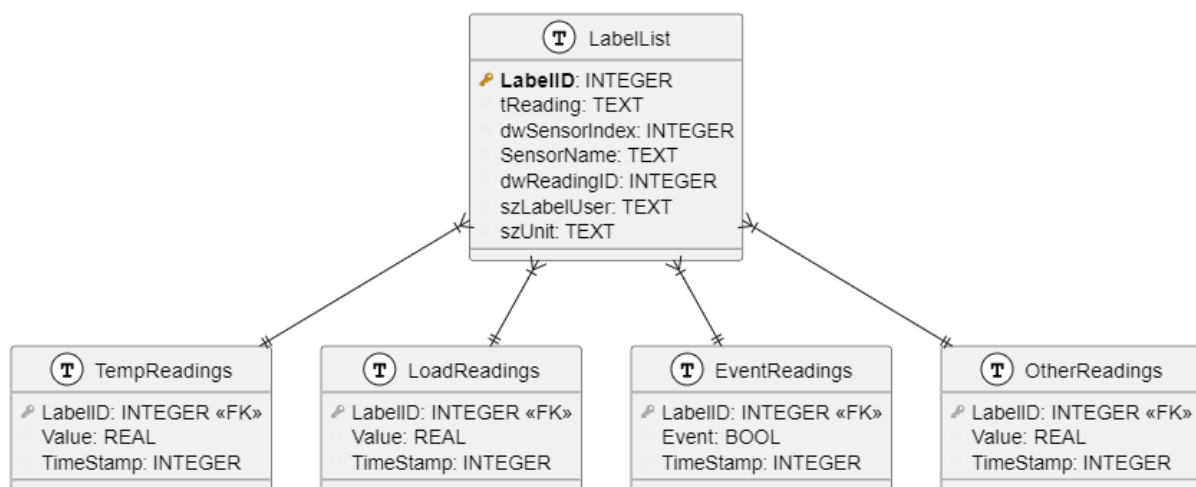 T LabelList
LabelID: INTEGER
tReading: TEXT
dwSensorIndex: INTEGER
SensorName: TEXT
dwReadingID: INTEGER
szLabelUser: TEXT
szUnit: TEXT
T TempReadings
LabelID: INTEGER «FK»
Value: REAL
TimeStamp: INTEGER
T LoadReadings
LabelID: INTEGER «FK»
Value: REAL
TimeStamp: INTEGER
T EventReadings
LabelID: INTEGER «FK»
Event: BOOL
TimeStamp: INTEGER
T OtherReadings
LabelID: INTEGER «FK»
Value: REAL
TimeStamp: INTEGER